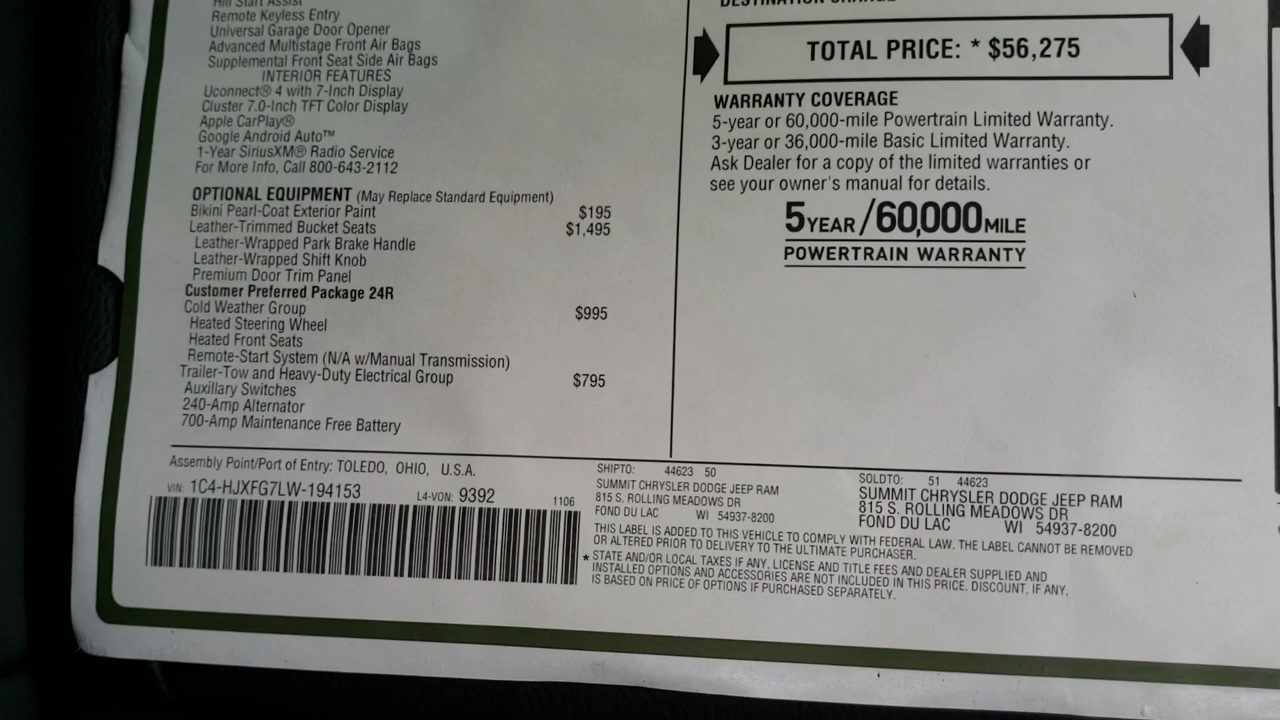 Hill Start Assist
Remote Keyless Entry
Universal Garage Door Opener
Advanced Multistage Front Air Bags
Supplemental Front Seat Side Air Bags
INTERIOR FEATURES
Uconnect® 4 with 7-Inch Display
Cluster 7.0-Inch TFT Color Display
Apple CarPlay®
Google Android Auto™
1-Year SiriusXM® Radio Service
For More Info, Call 800-643-2112
OPTIONAL EQUIPMENT (May Replace Standard Equipment)
Bikini Pearl-Coat Exterior Paint $195
Leather-Trimmed Bucket Seats $1,495
Leather-Wrapped Park Brake Handle
Leather-Wrapped Shift Knob
Premium Door Trim Panel
Customer Preferred Package 24R
Cold Weather Group $995
Heated Steering Wheel
Heated Front Seats
Remote-Start System (N/A w/Manual Transmission)
Trailer-Tow and Heavy-Duty Electrical Group $795
Auxillary Switches
240-Amp Alternator
700-Amp Maintenance Free Battery
DESTINATION CHARGE
TOTAL PRICE: * $56,275
WARRANTY COVERAGE
5-year or 60,000-mile Powertrain Limited Warranty.
3-year or 36,000-mile Basic Limited Warranty.
Ask Dealer for a copy of the limited warranties or
see your owner's manual for details.
5 YEAR / 60,000 MILE
POWERTRAIN WARRANTY
Assembly Point/Port of Entry: TOLEDO, OHIO, U.S.A.
VIN: 1C4-HJXFG7LW-194153 L4-VON: 9392 1106
SHIPTO: 44623 50
SUMMIT CHRYSLER DODGE JEEP RAM
815 S. ROLLING MEADOWS DR
FOND DU LAC WI 54937-8200
SOLDTO: 51 44623
SUMMIT CHRYSLER DODGE JEEP RAM
815 S. ROLLING MEADOWS DR
FOND DU LAC WI 54937-8200
THIS LABEL IS ADDED TO THIS VEHICLE TO COMPLY WITH FEDERAL LAW. THE LABEL CANNOT BE REMOVED
OR ALTERED PRIOR TO DELIVERY TO THE ULTIMATE PURCHASER.
* STATE AND/OR LOCAL TAXES IF ANY, LICENSE AND TITLE FEES AND DEALER SUPPLIED AND
INSTALLED OPTIONS AND ACCESSORIES ARE NOT INCLUDED IN THIS PRICE. DISCOUNT, IF ANY,
IS BASED ON PRICE OF OPTIONS IF PURCHASED SEPARATELY.